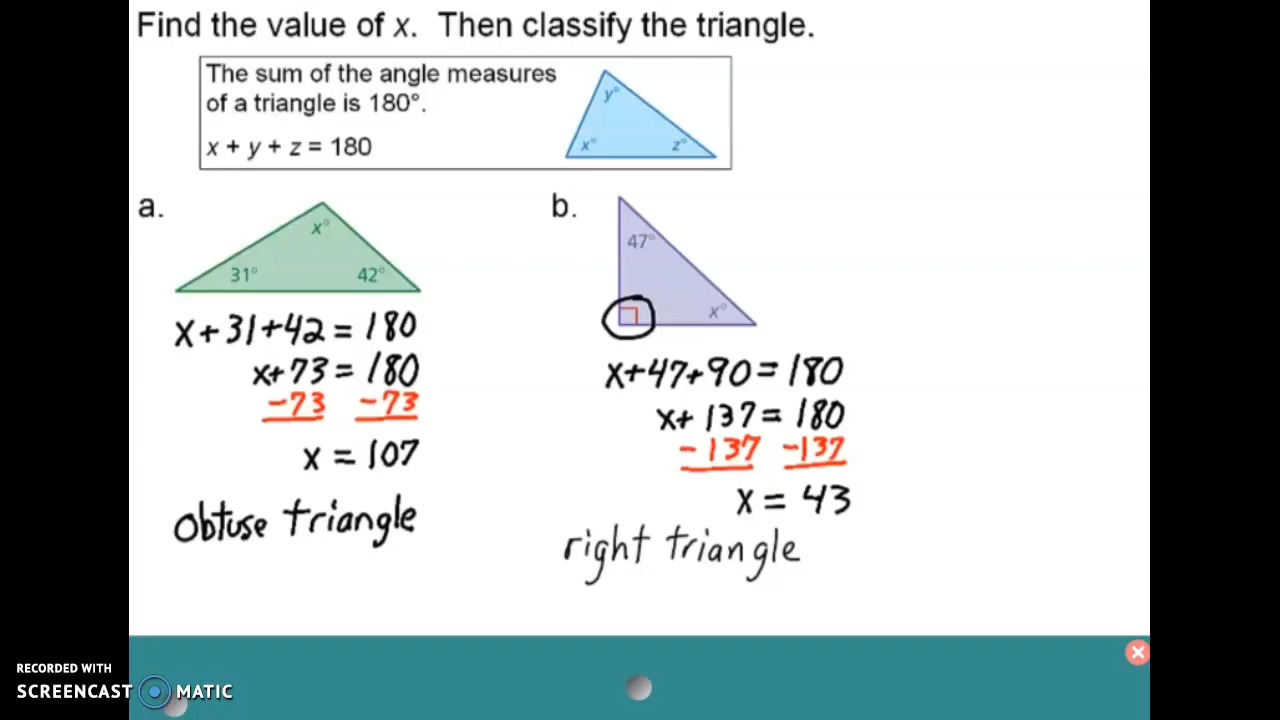 Find the value of x. Then classify the triangle.
The sum of the angle measures
of a triangle is 180°.
x + y + z = 180
y°
x°
z°
a.
x°
31°
42°
x+31+42=180
x+73=180
-73 -73
x=107
obtuse triangle
b.
47°
x°
x+47+90=180
x+137=180
-137 -137
x=43
right triangle
RECORDED WITH
SCREENCAST MATIC